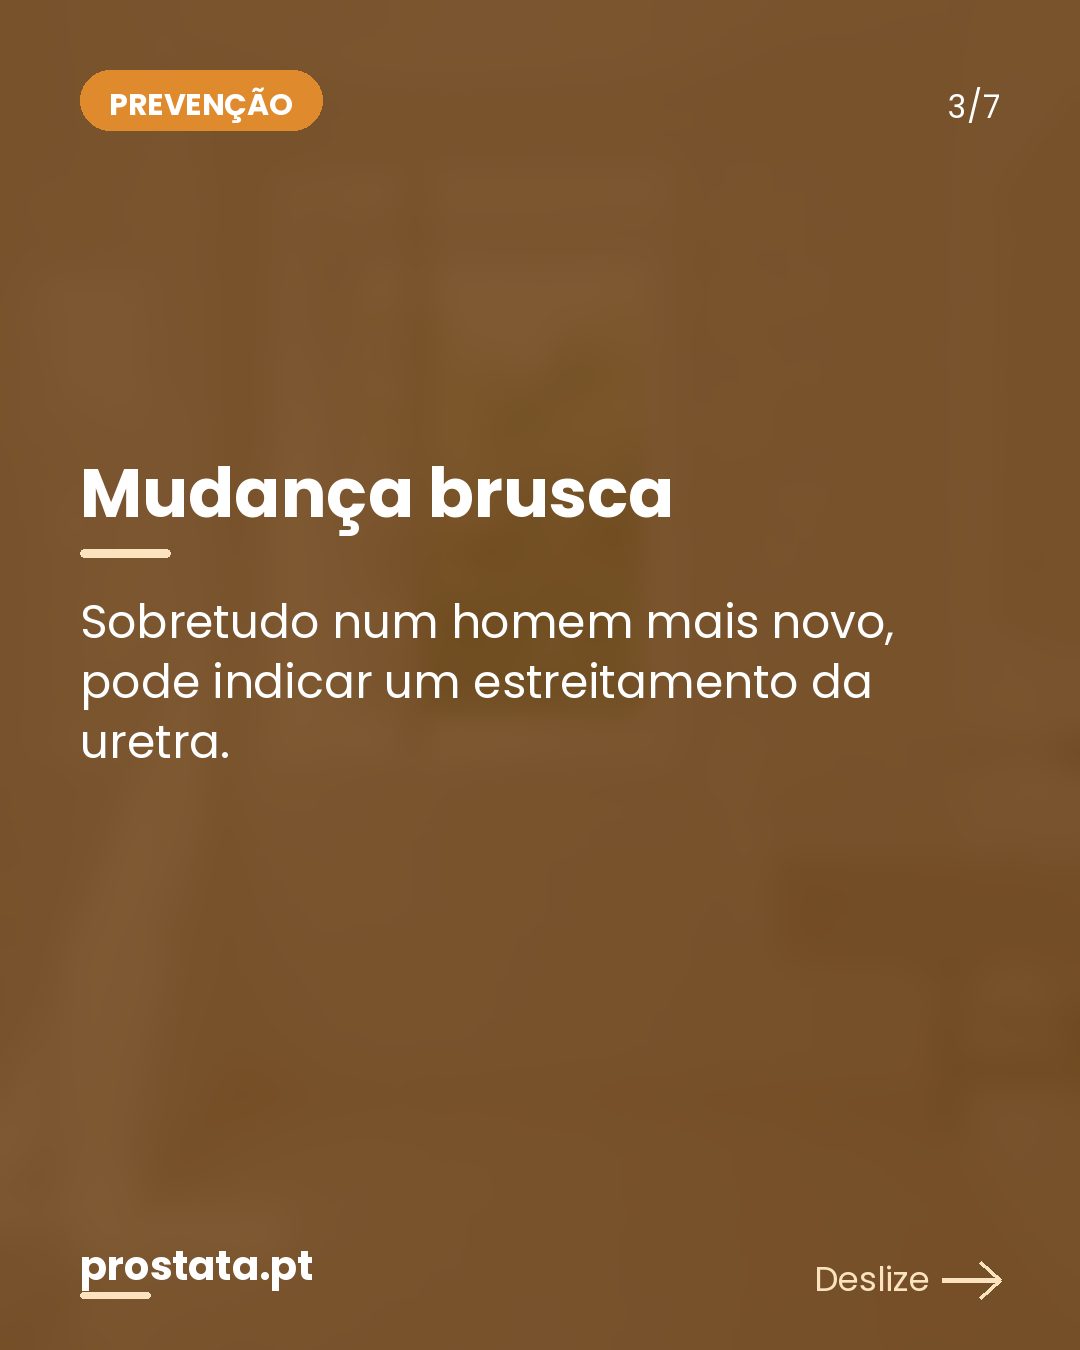 PREVENÇÃO
3/7
Mudança brusca
Sobretudo num homem mais novo,
pode indicar um estreitamento da
uretra.
prostata.pt
Deslize